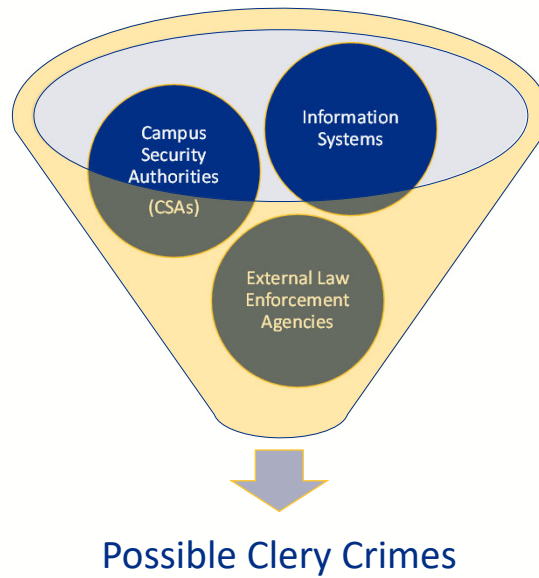 Information
Systems
Campus
Security
Authorities
(CSAs)
External Law
Enforcement
Agencies
Possible Clery Crimes